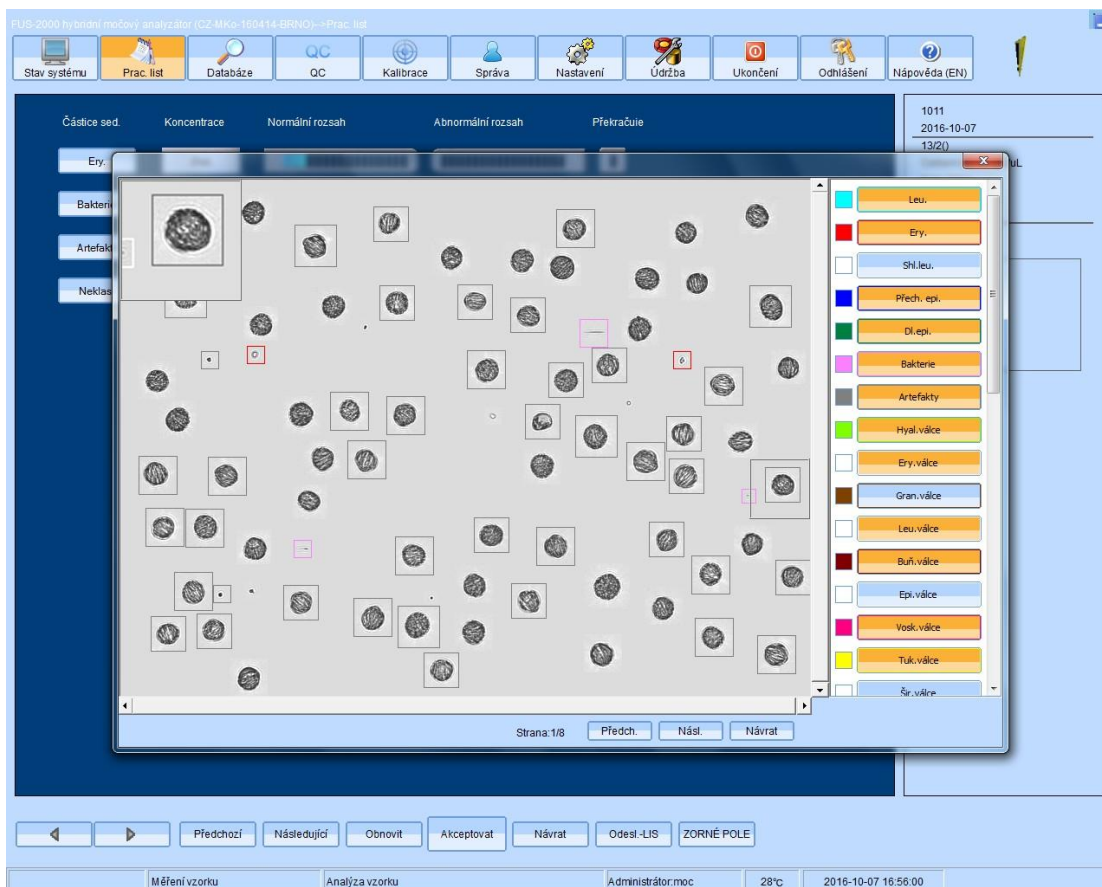 FUS-2000 hybridní močový analyzátor (CZ-MKo-160414-BRNO)-->Prac. list
Stav systému
Prac. list
Databáze
QC
QC
Kalibrace
Správa
Nastavení
Údržba
Ukončení
Odhlášení
Nápověda (EN)
Částice sed.
Koncentrace
Normální rozsah
Abnormální rozsah
Překračuie
1011
2016-10-07
13/2()
uL
Ery.
Bakterie
Artefakt
Neklas
Leu.
Ery.
Shl.leu.
Přech. epi.
Dl.epi.
Bakterie
Artefakty
Hyal.válce
Ery.válce
Gran.válce
Leu.válce
Buň.válce
Epi.válce
Vosk.válce
Tuk.válce
Šir.válce
Strana:1/8
Předch.
Násl.
Návrat
Předchozí
Následující
Obnovit
Akceptovat
Návrat
Odesl.-LIS
ZORNÉ POLE
Měření vzorku
Analýza vzorku
Administrátor:moc
28°C
2016-10-07 16:56:00